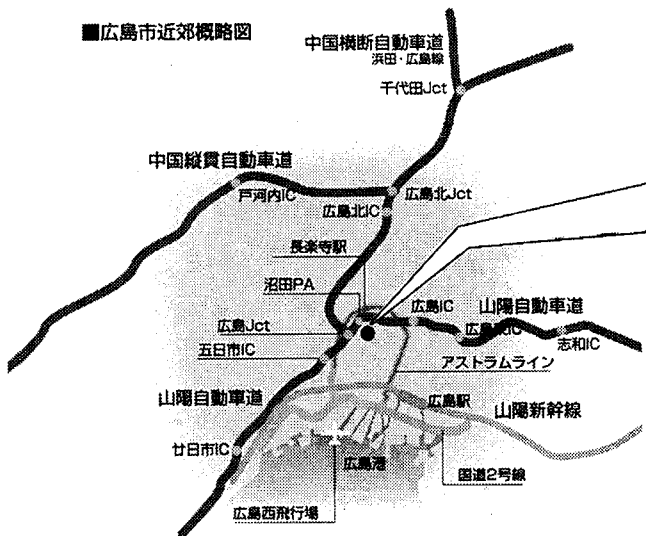 ■広島市近郊概略図
中国横断自動車道
浜田・広島線
千代田Jct
中国縦貫自動車道
戸河内IC
広島北Jct
広島北IC
長楽寺駅
沼田PA
広島IC
山陽自動車道
広島Jct
広島東IC
志和IC
五日市IC
アストラムライン
山陽自動車道
広島駅
山陽新幹線
廿日市IC
広島港
国道2号線
広島西飛行場